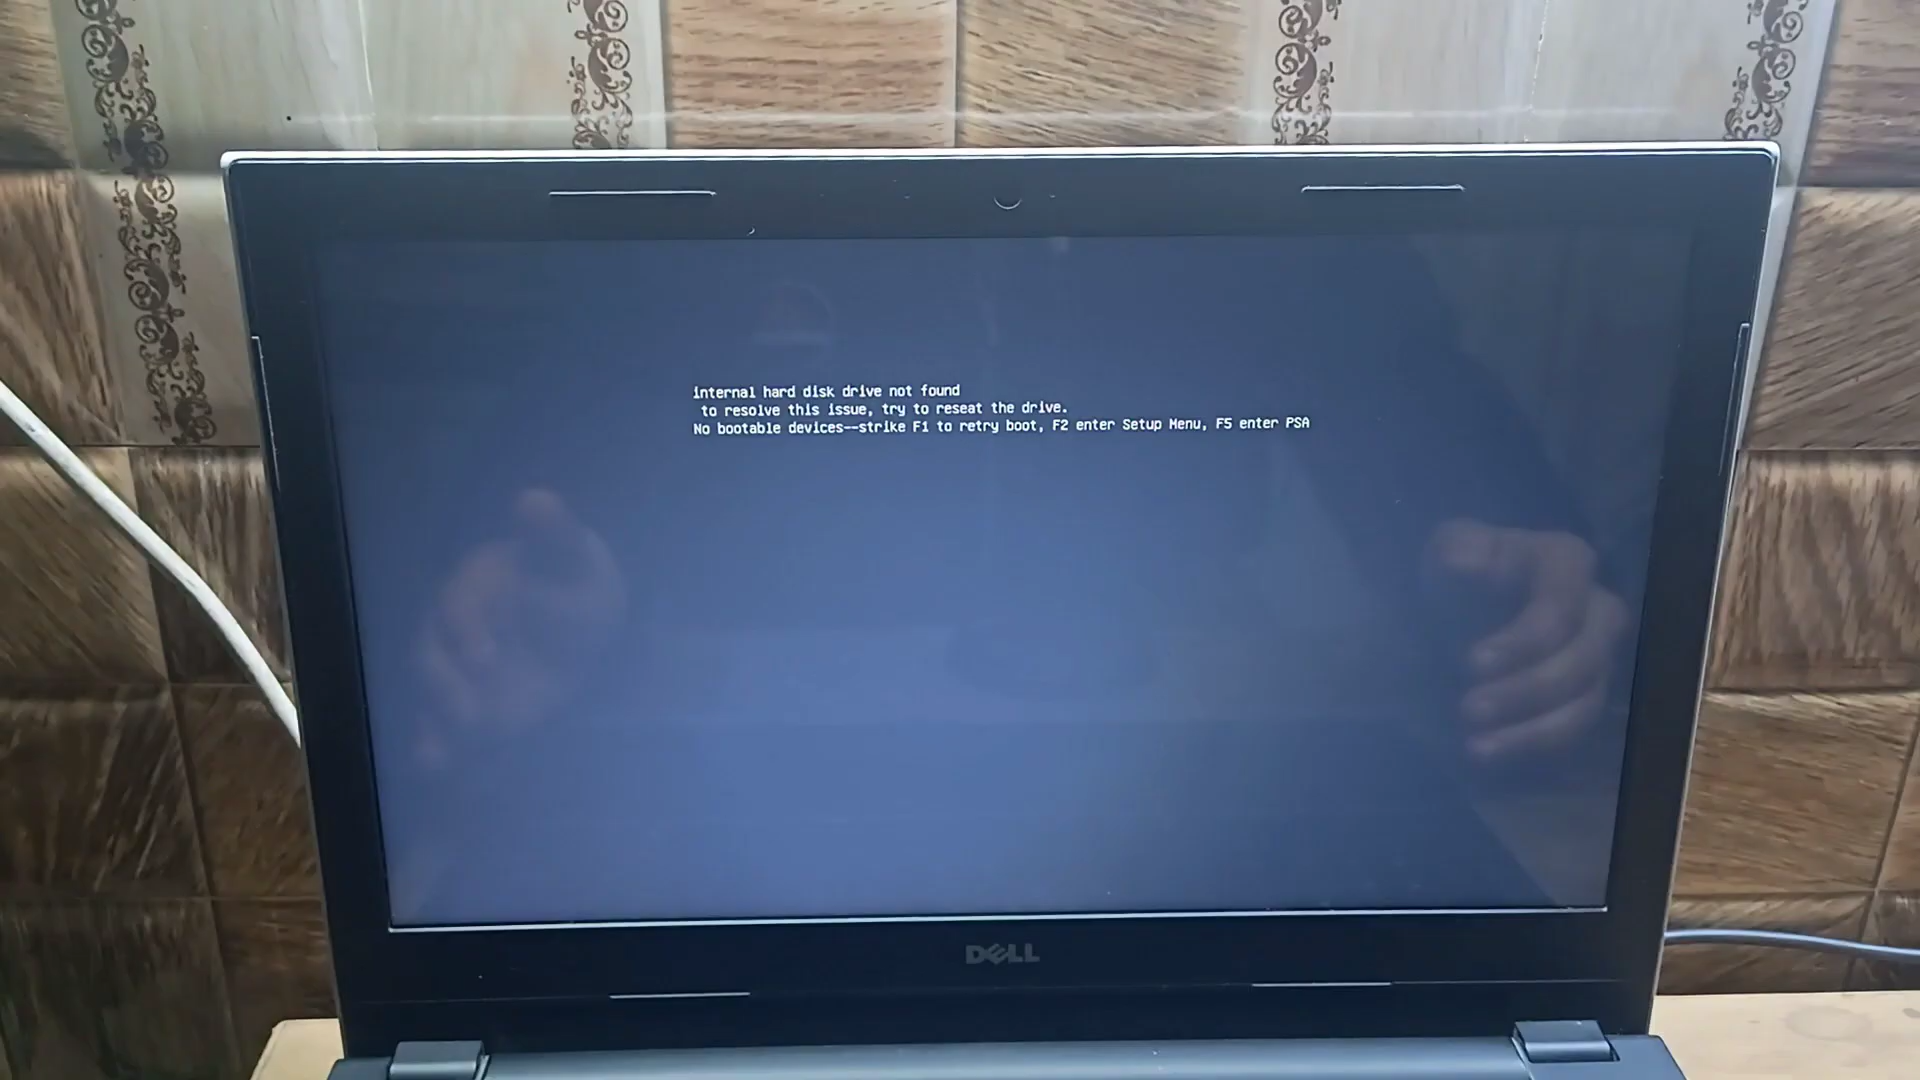 internal hard disk drive not found
to resolve this issue, try to reseat the drive.
No bootable devices--strike F1 to retry boot, F2 enter Setup Menu, F5 enter PSA
DELL